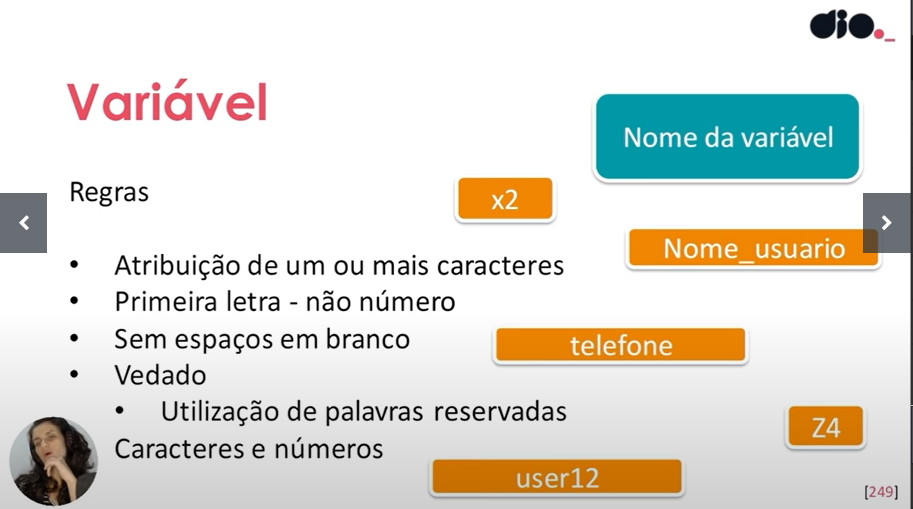 dio._
Variável
Nome da variável
Regras
x2
Nome_usuario
• Atribuição de um ou mais caracteres
• Primeira letra - não número
• Sem espaços em branco
telefone
• Vedado
• Utilização de palavras reservadas
Z4
Caracteres e números
user12
[249]